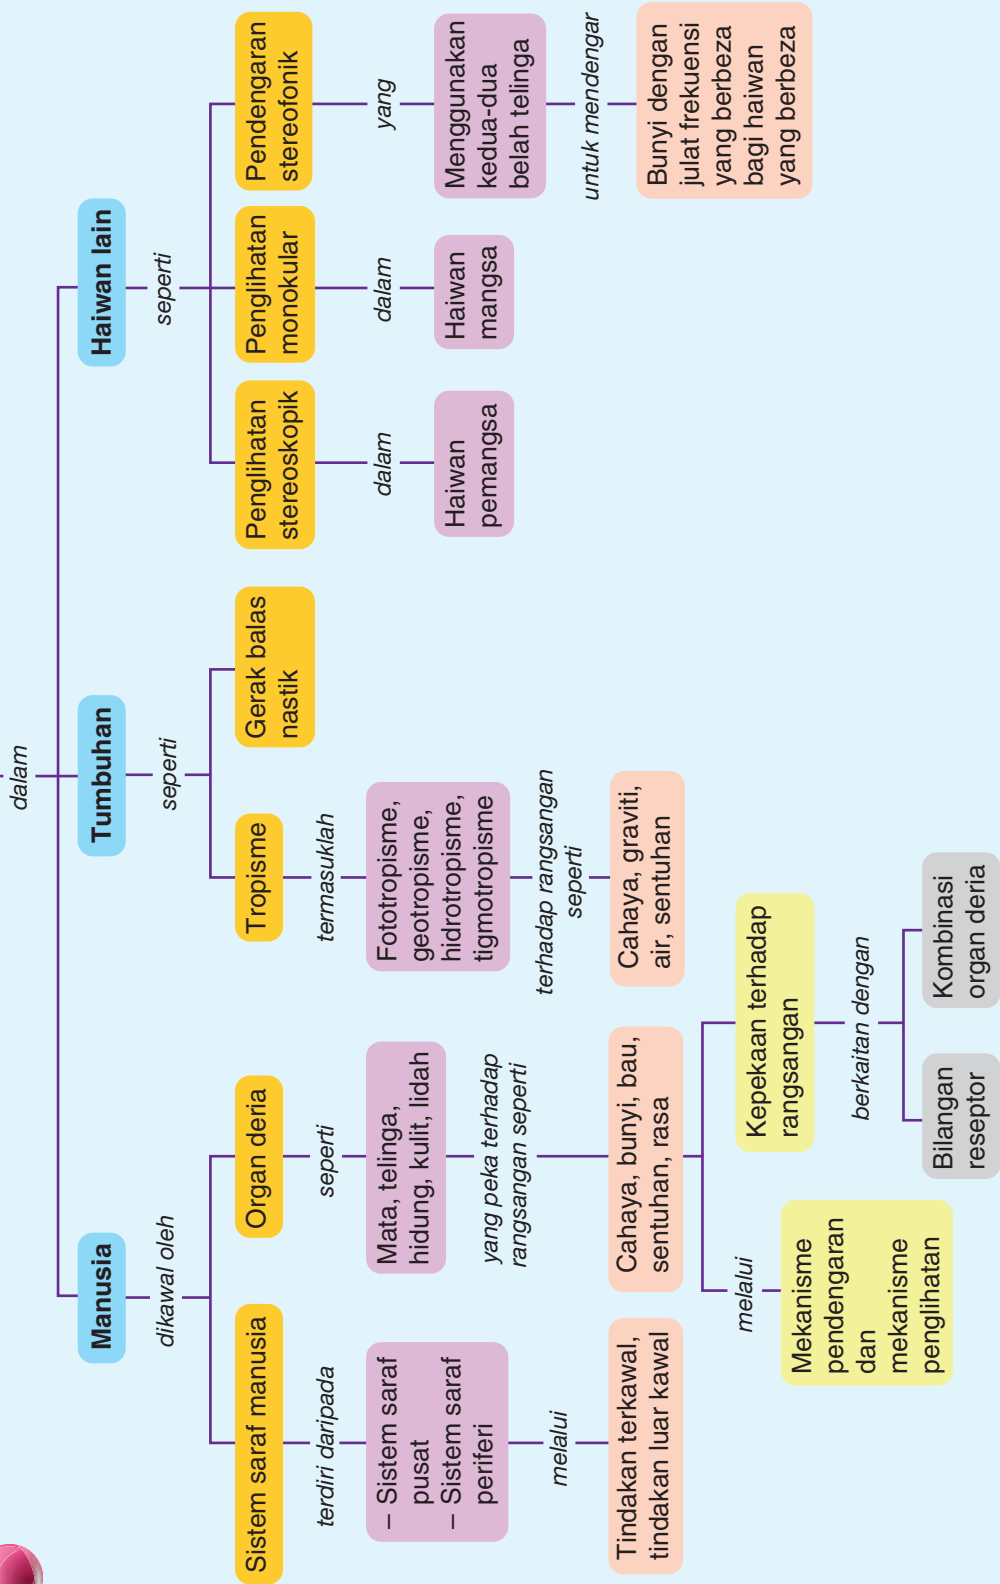 dalam
Manusia
dikawal oleh
Sistem saraf manusia
terdiri daripada
– Sistem saraf
pusat
– Sistem saraf
periferi
melalui
Tindakan terkawal,
tindakan luar kawal
Organ deria
seperti
Mata, telinga,
hidung, kulit, lidah
yang peka terhadap
rangsangan seperti
Cahaya, bunyi, bau,
sentuhan, rasa
melalui
Mekanisme
pendengaran
dan
mekanisme
penglihatan
Kepekaan terhadap
rangsangan
berkaitan dengan
Bilangan
reseptor
Kombinasi
organ deria
Tumbuhan
seperti
Tropisme
termasuklah
Fototropisme,
geotropisme,
hidrotropisme,
tigmotropisme
terhadap rangsangan
seperti
Cahaya, graviti,
air, sentuhan
Gerak balas
nastik
Haiwan lain
seperti
Penglihatan
stereoskopik
dalam
Haiwan
pemangsa
Penglihatan
monokular
dalam
Haiwan
mangsa
Pendengaran
stereofonik
yang
Menggunakan
kedua-dua
belah telinga
untuk mendengar
Bunyi dengan
julat frekuensi
yang berbeza
bagi haiwan
yang berbeza